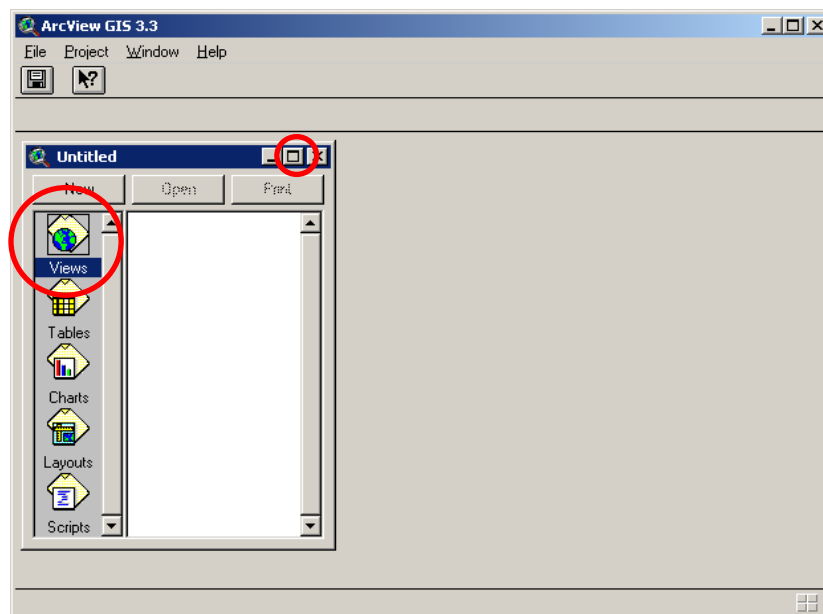 ArcView GIS 3.3
File Project Window Help
Untitled
New Open Print
Views
Tables
Charts
Layouts
Scripts